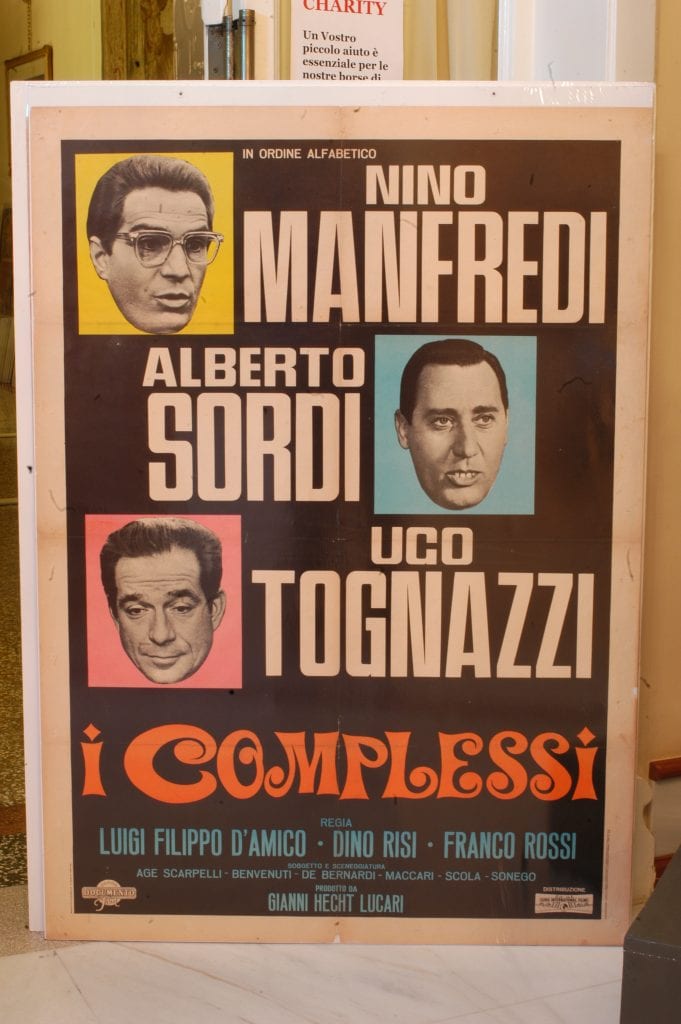 CHARITY
Un Vostro
piccolo aiuto è
essenziale per le
nostre borse di
IN ORDINE ALFABETICO
NINO
MANFREDI
ALBERTO
SORDI
UGO
TOGNAZZI
i COMPLESSi
REGIA
LUIGI FILIPPO D'AMICO · DINO RISI · FRANCO ROSSI
SOGGETTO E SCENEGGIATURA
AGE SCARPELLI - BENVENUTI - DE BERNARDI - MACCARI - SCOLA - SONEGO
PRODOTTO DA
GIANNI HECHT LUCARI
DOCUMENTO
Film
DISTRIBUZIONE